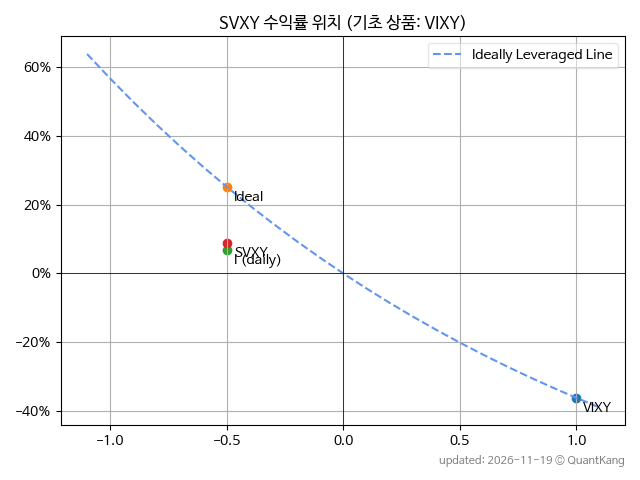 SVXY 수익률 위치 (기초 상품: VIXY)
Ideally Leveraged Line
60%
40%
20%
0%
−20%
−40%
Ideal
SVXY
(daily)
VIXY
−1.0 −0.5 0.0 0.5 1.0
updated: 2026-11-19 © QuantKang